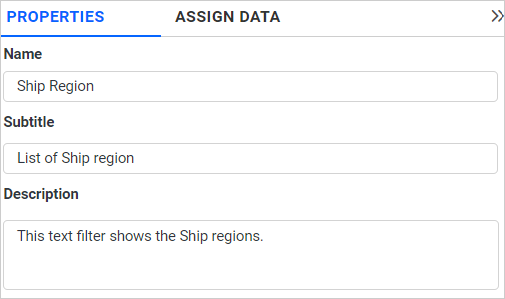 PROPERTIES ASSIGN DATA
Name
Ship Region
Subtitle
List of Ship region
Description
This text filter shows the Ship regions.